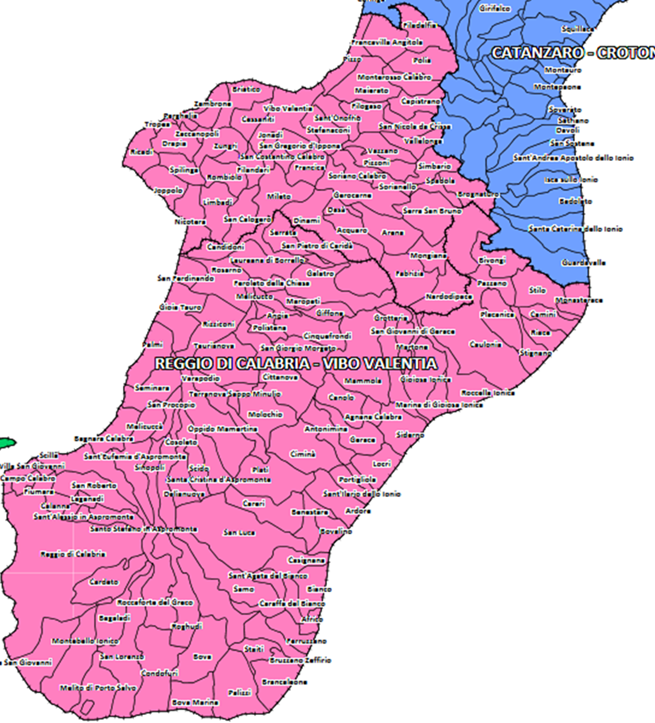 Girifalco
Squillace
Filadelfia
CATANZARO - CROTON
Francavilla Angitola
Pizzo
Polia
Montauro
Monterosso Calabro
Montepaone
Briatico
Maierato
Zambrone
Capistrano
Vibo Valentia
Filogaso
Soverato
Parghelia
Cessaniti
Sant'Onofrio
Satriano
Tropea
San Nicola da Crissa
Davoli
Zaccanopoli
Jonadi
Stefanaconi
Vallelonga
San Sostene
Drapia
Zungri
San Gregorio d'Ippona
Ricadi
Vazzano
San Costantino Calabro
Sant'Andrea Apostolo dello Ionio
Pizzoni
Simbario
Spilinga
Filandari
Francica
Rombiolo
Soriano Calabro
Spadola
Isca sullo Ionio
Joppolo
Sorianello
Mileto
Gerocarne
Brognaturo
Limbadi
Badolato
Dasà
Serra San Bruno
Nicotera
San Calogero
Dinami
Acquaro
Arena
Santa Caterina dello Ionio
Serrata
Candidoni
San Pietro di Caridà
Mongiana
Laureana di Borrello
Bivongi
Guardavalle
Rosarno
Galatro
Fabrizia
San Ferdinando
Feroleto della Chiesa
Pazzano
Stilo
Melicucco
Maropati
Nardodipace
Monasterace
Gioia Tauro
Anoia
Giffone
Grotteria
Placanica
Camini
Rizziconi
Polistena
San Giovanni di Gerace
Riace
Cinquefrondi
Palmi
Taurianova
San Giorgio Morgeto
Martone
Caulonia
Stignano
REGGIO DI CALABRIA - VIBO VALENTIA
Varapodio
Cittanova
Mammola
Gioiosa Ionica
Seminara
Terranova Sappo Minulio
Canolo
Roccella Ionica
San Procopio
Marina di Gioiosa Ionica
Molochio
Agnana Calabra
Melicuccà
Oppido Mamertina
Antonimina
Siderno
Bagnara Calabra
Cosoleto
Gerace
Scilla
Sant'Eufemia d'Aspromonte
Ciminà
Villa San Giovanni
Sinopoli
Scido
Platì
Locri
Campo Calabro
Santa Cristina d'Aspromonte
Portigliola
San Roberto
Fiumara
Delianuova
Sant'Ilario dello Ionio
Laganadi
Careri
Calanna
Benestare
Ardore
Sant'Alessio in Aspromonte
Santo Stefano in Aspromonte
San Luca
Bovalino
Reggio di Calabria
Casignana
Sant'Agata del Bianco
Cardeto
Samo
Bianco
Roccaforte del Greco
Caraffa del Bianco
Bagaladi
Roghudi
Africo
Montebello Ionico
Ferruzzano
San Lorenzo
Bova
Staiti
San Giovanni
Brusano Zeffirio
Condofuri
Brancaleone
Melito di Porto Salvo
Palizzi
Bova Marina